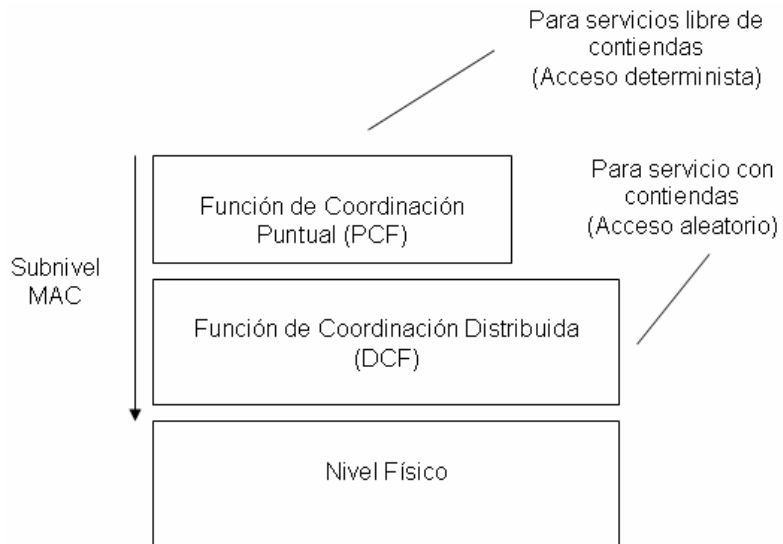 Para servicios libre de
contiendas
(Acceso determinista)
Función de Coordinación
Puntual (PCF)
Para servicio con
contiendas
(Acceso aleatorio)
Subnivel
MAC
Función de Coordinación Distribuida
(DCF)
Nivel Físico